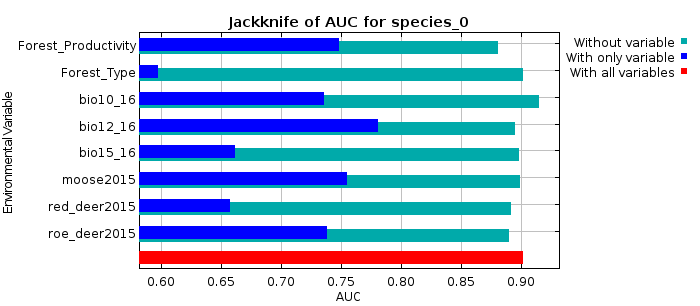 Jackknife of AUC for species_0
Environmental Variable
Forest_Productivity
Forest_Type
bio10_16
bio12_16
bio15_16
moose2015
red_deer2015
roe_deer2015
0.60 0.65 0.70 0.75 0.80 0.85 0.90
AUC
Without variable
With only variable
With all variables